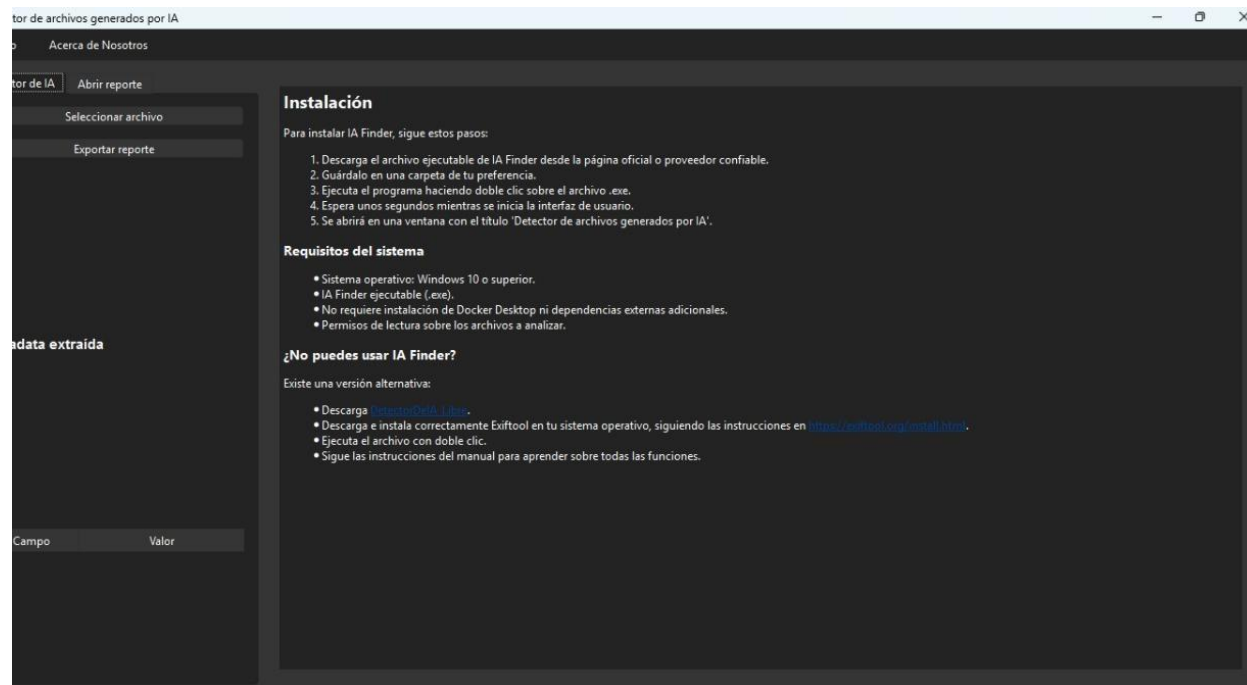 tor de archivos generados por IA
o Acerca de Nosotros
tor de IA Abrir reporte
Seleccionar archivo
Exportar reporte
adata extraída
Campo Valor
Instalación
Para instalar IA Finder, sigue estos pasos:
1. Descarga el archivo ejecutable de IA Finder desde la página oficial o proveedor confiable.
2. Guárdalo en una carpeta de tu preferencia.
3. Ejecuta el programa haciendo doble clic sobre el archivo .exe.
4. Espera unos segundos mientras se inicia la interfaz de usuario.
5. Se abrirá en una ventana con el título 'Detector de archivos generados por IA'.
Requisitos del sistema
• Sistema operativo: Windows 10 o superior.
• IA Finder ejecutable (.exe).
• No requiere instalación de Docker Desktop ni dependencias externas adicionales.
• Permisos de lectura sobre los archivos a analizar.
¿No puedes usar IA Finder?
Existe una versión alternativa:
• Descarga DetectorDeIA_Libre.
• Descarga e instala correctamente Exiftool en tu sistema operativo, siguiendo las instrucciones en https://exiftool.org/install.html.
• Ejecuta el archivo con doble clic.
• Sigue las instrucciones del manual para aprender sobre todas las funciones.